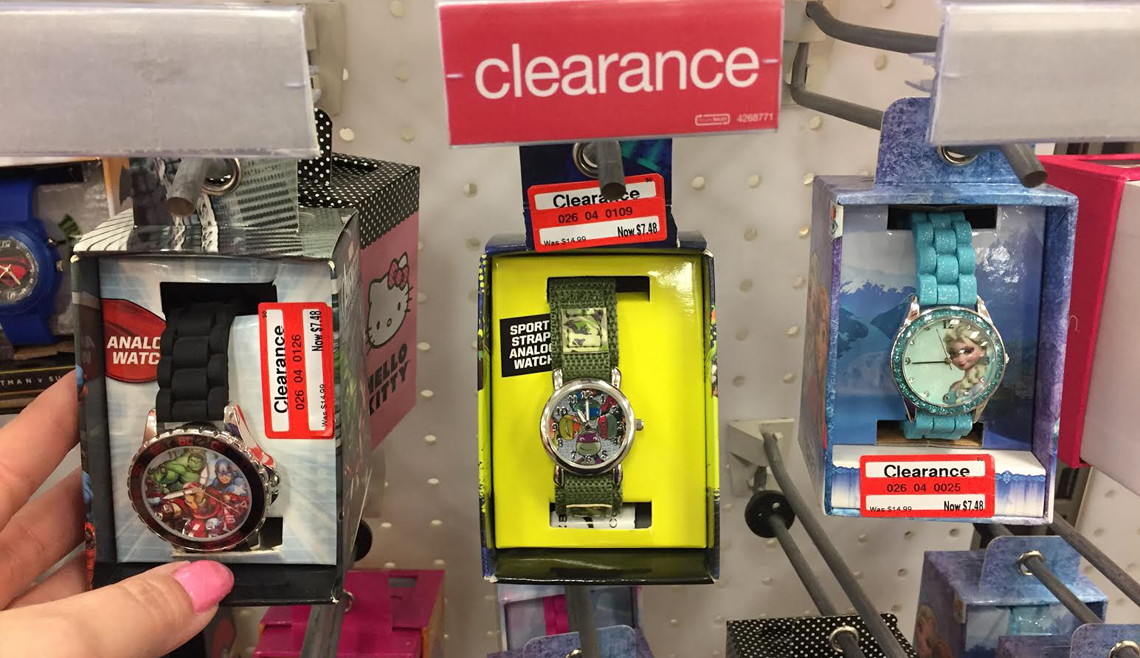 clearance
4268771
Clearance
026 04 0109
Was $14.99
Now $7.48
ANALO
WATC
Clearance
026 04 0126
Was $14.99
Now $7.48
HELLO
KITTY
SPORT
STRAP
ANALOG
WATCH
Clearance
026 04 0025
Was $14.99
Now $7.48